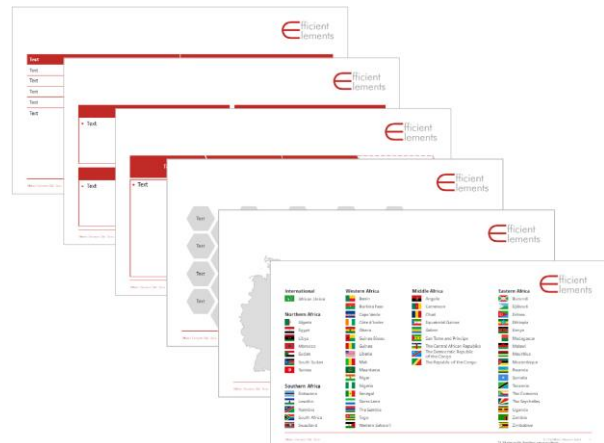 Efficient
Elements
Text
Text
Text
Text
Text
Text
Efficient
Elements
Text
Text
Efficient
Elements
Text
Efficient
Elements
Text
Text
Text
Text
Efficient
Elements
Efficient
Elements
International
African Union
Northern Africa
Algeria
Egypt
Libya
Morocco
Sudan
South Sudan
Tunisia
Southern Africa
Botswana
Lesotho
Namibia
South Africa
Swaziland
Western Africa
Benin
Burkina Faso
Cape Verde
Côte d'Ivoire
Ghana
Guinea-Bissau
Guinea
Liberia
Mali
Mauritania
Niger
Nigeria
Senegal
Sierra Leone
The Gambia
Togo
Western Sahara
Middle Africa
Angola
Cameroon
Chad
Equatorial Guinea
Gabon
Sao Tome and Principe
The Central African Republic
The Democratic Republic
of the Congo
The Republic of the Congo
Eastern Africa
Burundi
Djibouti
Eritrea
Ethiopia
Kenya
Madagascar
Malawi
Mauritius
Mozambique
Rwanda
Somalia
Tanzania
The Comoros
The Seychelles
Uganda
Zambia
Zimbabwe